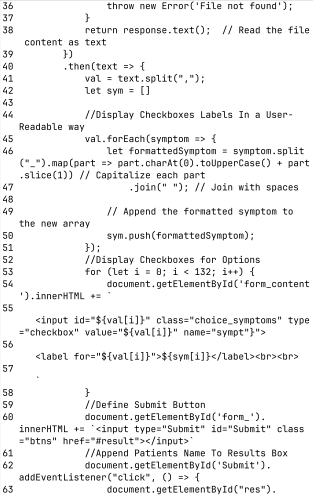 36            throw new Error('File not found');
37        }
38        return response.text();  // Read the file
content as text
39    })
40    .then(text => {
41        val = text.split(",");
42        let sym = []
43
44        //Display Checkboxes Labels In a User-
Readable way
45        val.forEach(symptom => {
46            let formattedSymptom = symptom.split
("_").map(part => part.charAt(0).toUpperCase() + part
.slice(1)) // Capitalize each part
47                .join(" "); // Join with spaces
48
49            // Append the formatted symptom to
the new array
50            sym.push(formattedSymptom);
51        });
52        //Display Checkboxes for Options
53        for (let i = 0; i < 132; i++) {
54            document.getElementById('form_content
').innerHTML += `
55
<input id="${val[i]}" class="choice_symptoms" type
="checkbox" value="${val[i]}" name="sympt"}">
56
<label for="${val[i]}">${sym[i]}</label><br><br>
57
`
58        }
59        //Define Submit Button
60        document.getElementById('form_').
innerHTML += `<input type="Submit" id="Submit" class
="btns" href="#result"></input>`
61        //Append Patients Name To Results Box
62        document.getElementById('Submit').
addEventListener("click", () => {
63            document.getElementById("res").